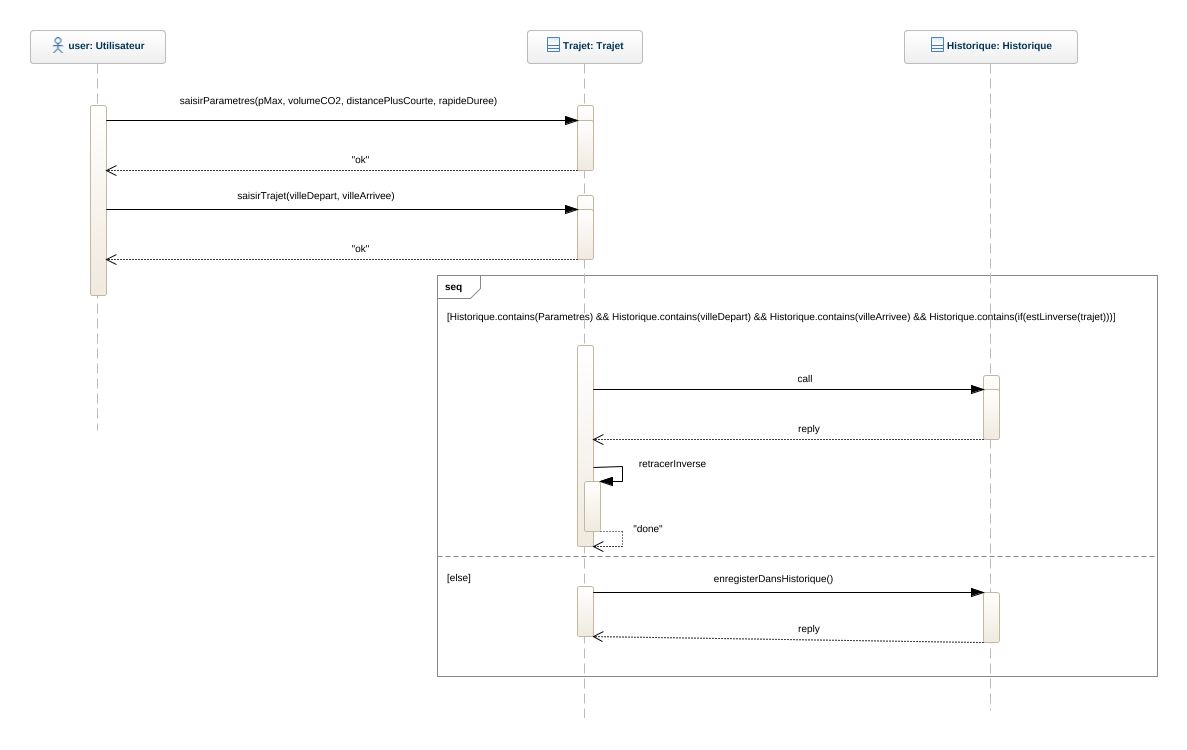 user: Utilisateur
Trajet: Trajet
Historique: Historique
saisirParametres(pMax, volumeCO2, distancePlusCourte, rapideDuree)
"ok"
saisirTrajet(villeDepart, villeArrivee)
"ok"
seq
[Historique.contains(Parametres) && Historique.contains(villeDepart) && Historique.contains(villeArrivee) && Historique.contains(if(estLinverse(trajet)))]
call
reply
retracerInverse
"done"
[else]
enregisterDansHistorique()
reply